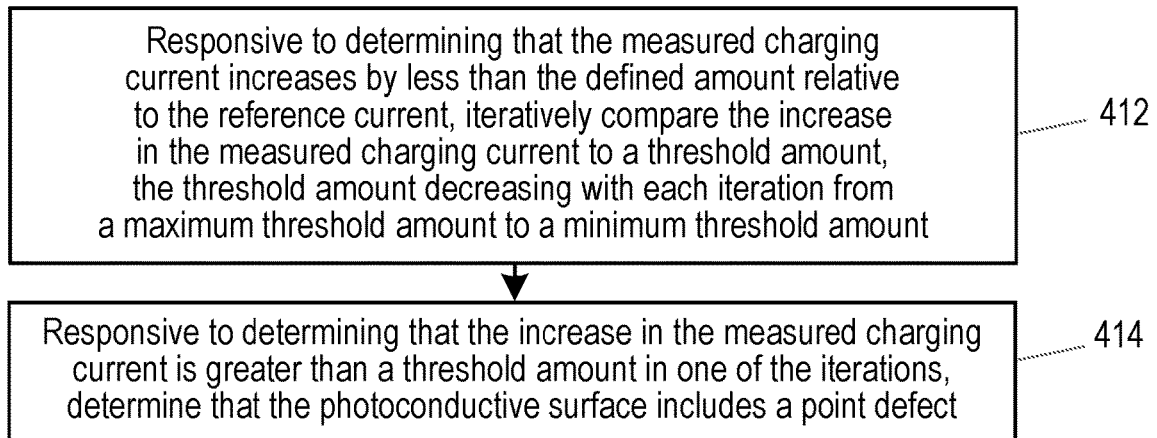 Responsive to determining that the measured charging
current increases by less than the defined amount relative
to the reference current, iteratively compare the increase
in the measured charging current to a threshold amount,
the threshold amount decreasing with each iteration from
a maximum threshold amount to a minimum threshold amount
412
Responsive to determining that the increase in the measured charging
current is greater than a threshold amount in one of the iterations,
determine that the photoconductive surface includes a point defect
414